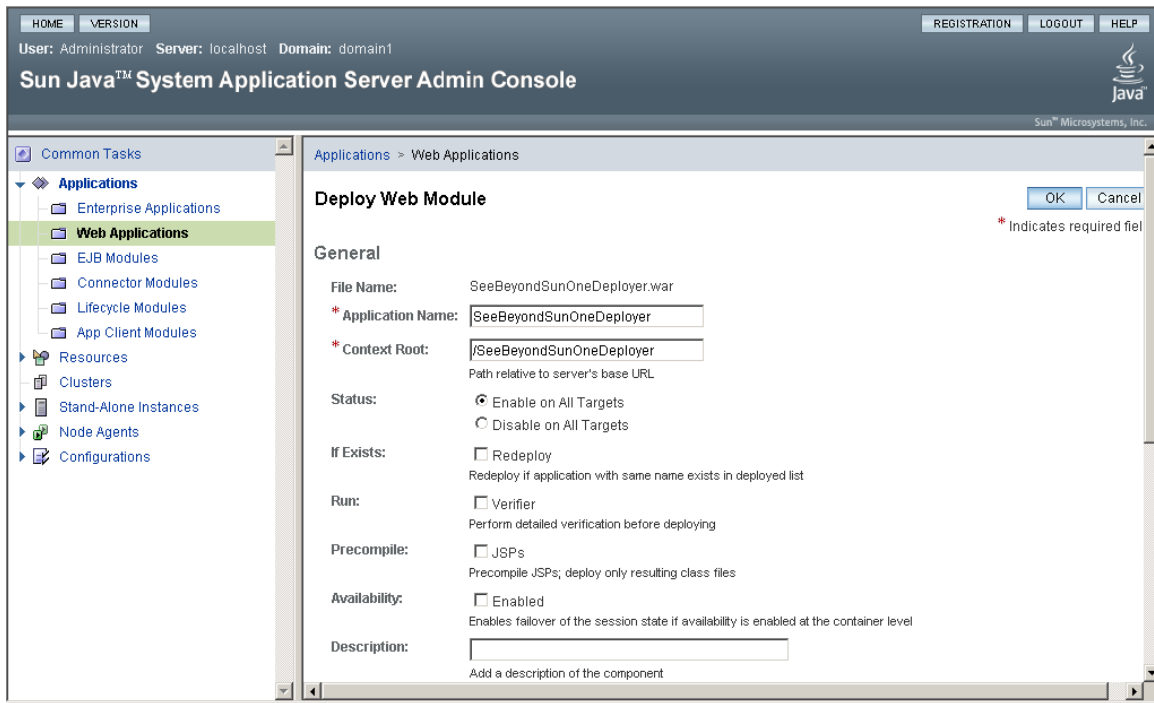 HOME VERSION REGISTRATION LOGOUT HELP
User: Administrator Server: localhost Domain: domain1
Sun Java™ System Application Server Admin Console
Java™
Sun™ Microsystems, Inc.
Common Tasks
Applications
Enterprise Applications
Web Applications
EJB Modules
Connector Modules
Lifecycle Modules
App Client Modules
Resources
Clusters
Stand-Alone Instances
Node Agents
Configurations
Applications > Web Applications
Deploy Web Module
OK Cancel
* Indicates required fiel
General
File Name: SeeBeyondSunOneDeployer.war
* Application Name: SeeBeyondSunOneDeployer
* Context Root: /SeeBeyondSunOneDeployer
Path relative to server's base URL
Status: Enable on All Targets
Disable on All Targets
If Exists: Redeploy
Redeploy if application with same name exists in deployed list
Run: Verifier
Perform detailed verification before deploying
Precompile: JSPs
Precompile JSPs; deploy only resulting class files
Availability: Enabled
Enables failover of the session state if availability is enabled at the container level
Description:
Add a description of the component